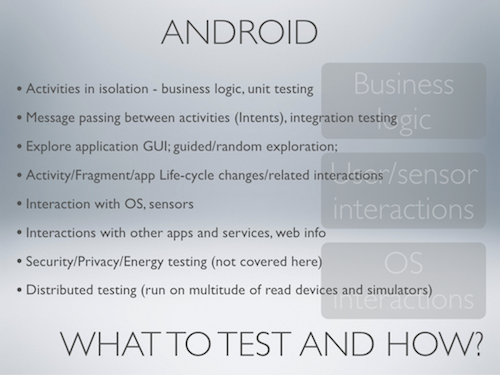 ANDROID
• Activities in isolation - business logic, unit testing
• Message passing between activities (Intents), integration testing
• Explore application GUI; guided/random exploration;
• Activity/Fragment/app Life-cycle changes/related interactions
• Interaction with OS, sensors
• Interactions with other apps and services, web info
• Security/Privacy/Energy testing (not covered here)
• Distributed testing (run on multitude of read devices and simulators)
Business
logic
User/sensor
interactions
OS
interactions
WHAT TO TEST AND HOW?